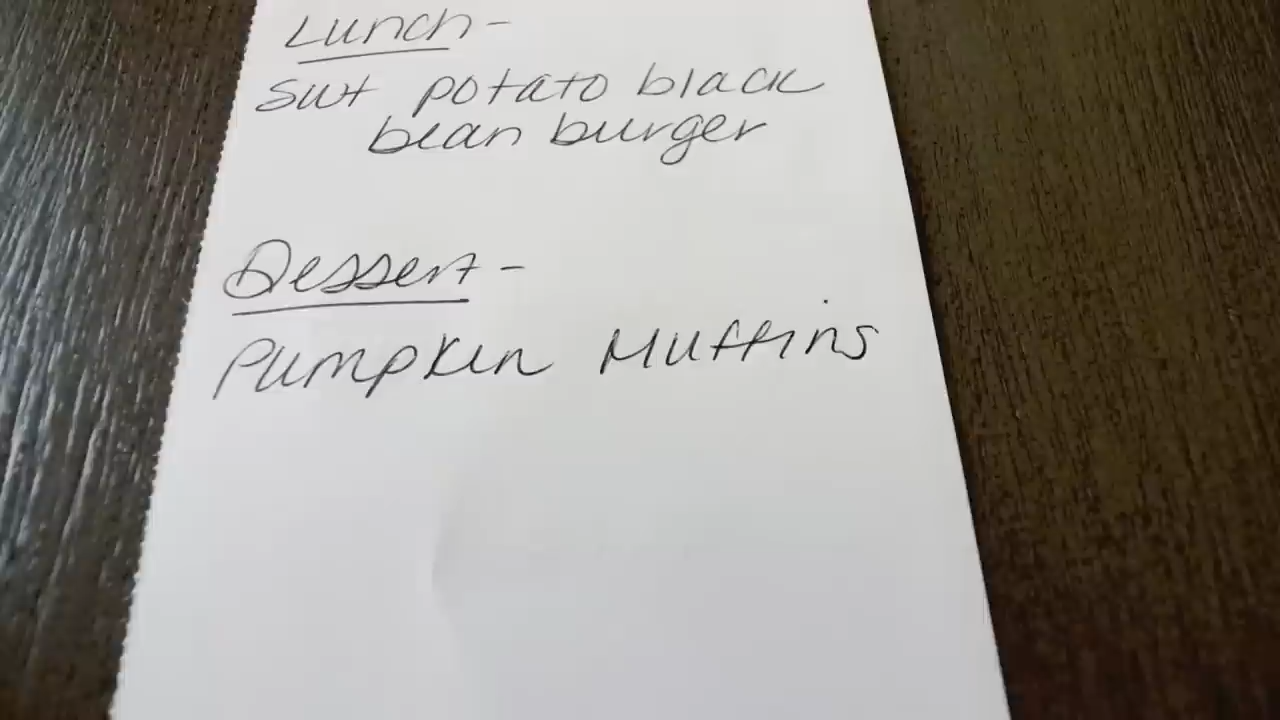 Lunch-
swt potato black
bean burger
Dessert-
Pumpkin Muffins